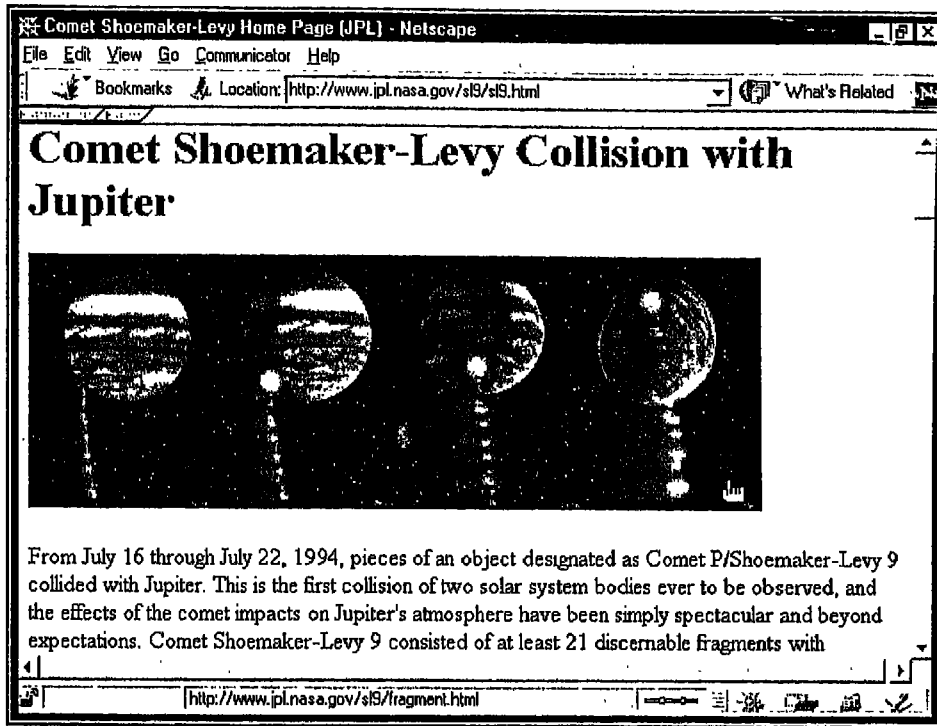 Comet Shoemaker-Levy Home Page (JPL) - Netscape
File Edit View Go Communicator Help
Bookmarks Location: http://www.jpl.nasa.gov/sl9/sl9.html What's Related N
Comet Shoemaker-Levy Collision with
Jupiter
From July 16 through July 22, 1994, pieces of an object designated as Comet P/Shoemaker-Levy 9
collided with Jupiter. This is the first collision of two solar system bodies ever to be observed, and
the effects of the comet impacts on Jupiter's atmosphere have been simply spectacular and beyond
expectations. Comet Shoemaker-Levy 9 consisted of at least 21 discernable fragments with
http://www.jpl.nasa.gov/sl9/fragment.html